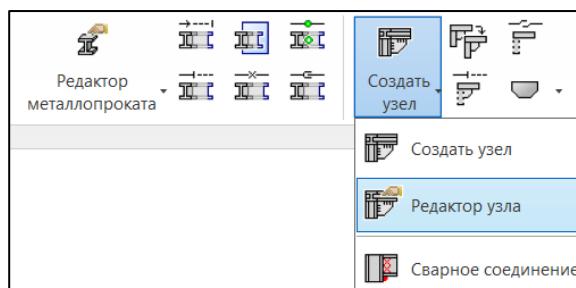 Редактор
металлопроката
Создать
узел
Создать узел
Редактор узла
Сварное соединение